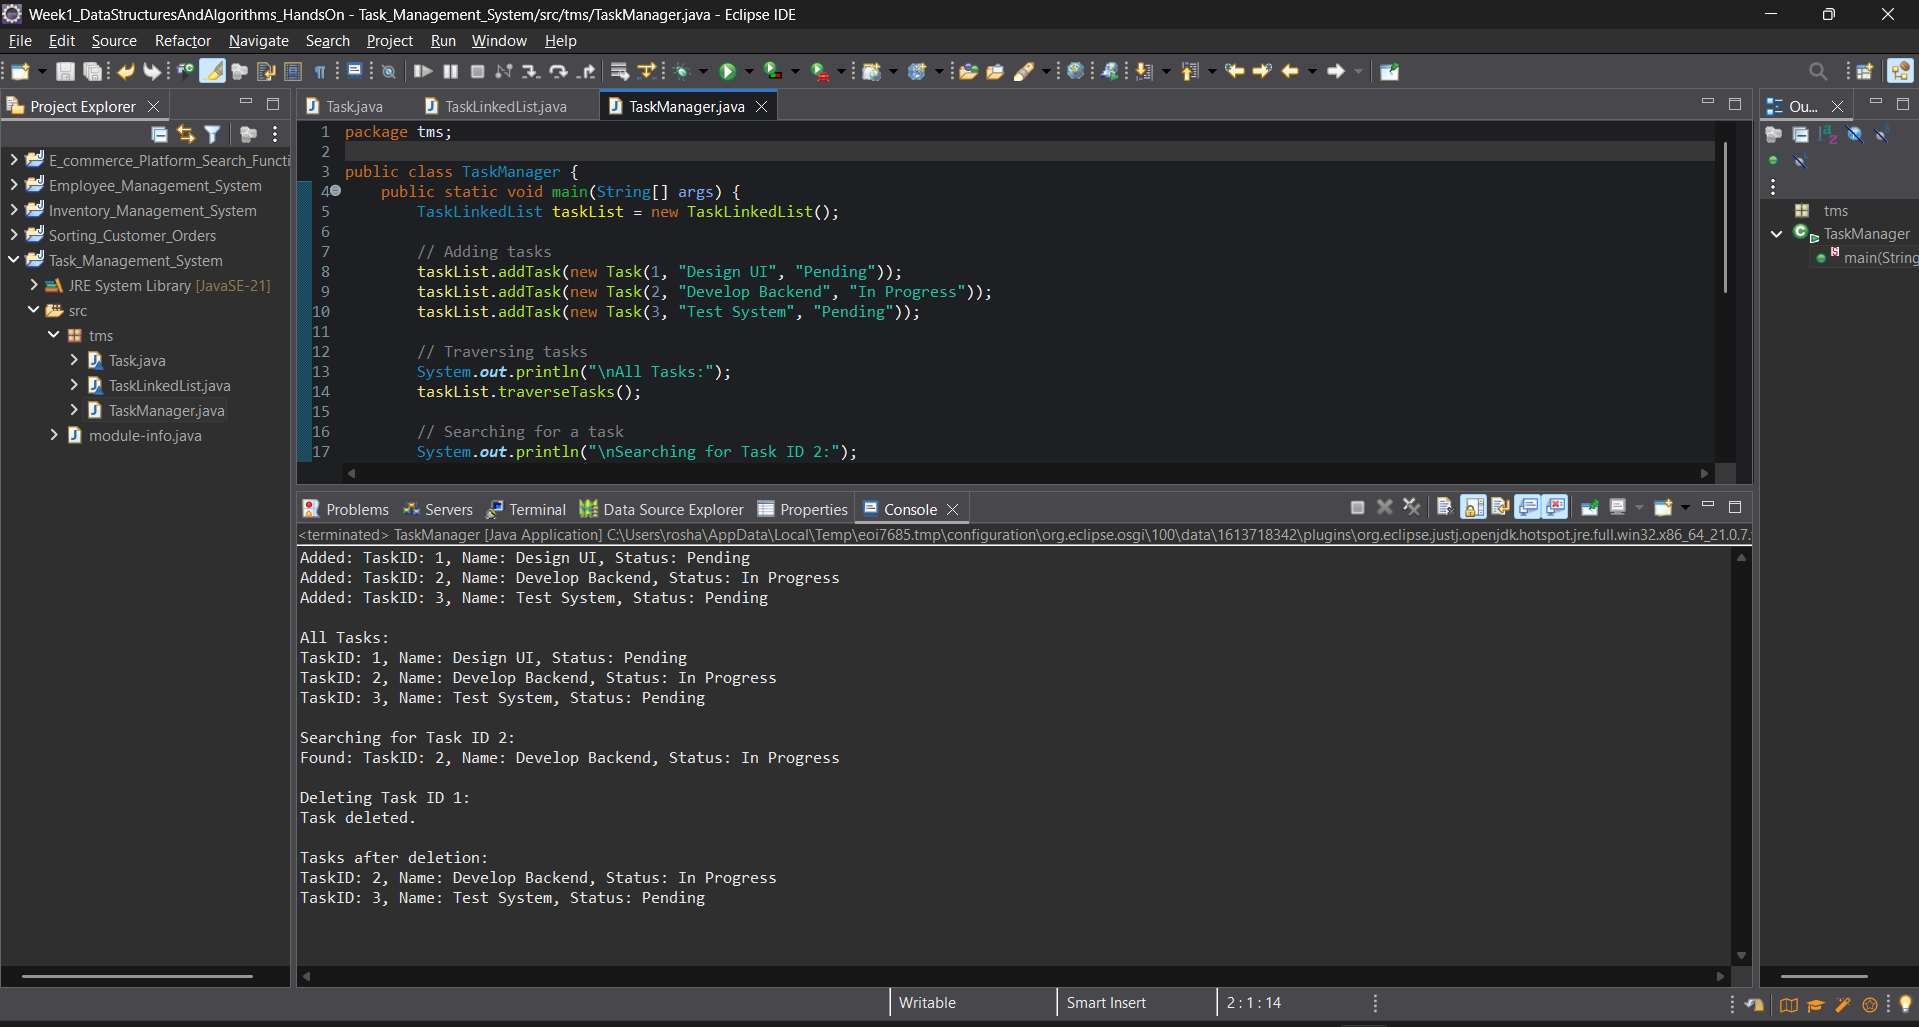 Week1_DataStructuresAndAlgorithms_HandsOn - Task_Management_System/src/tms/TaskManager.java - Eclipse IDE
File Edit Source Refactor Navigate Search Project Run Window Help
Project Explorer
E_commerce_Platform_Search_Functi
Employee_Management_System
Inventory_Management_System
Sorting_Customer_Orders
Task_Management_System
JRE System Library [JavaSE-21]
src
tms
Task.java
TaskLinkedList.java
TaskManager.java
module-info.java
Task.java TaskLinkedList.java TaskManager.java
1 package tms;
2
3 public class TaskManager {
4 public static void main(String[] args) {
5 TaskLinkedList taskList = new TaskLinkedList();
6
7 // Adding tasks
8 taskList.addTask(new Task(1, "Design UI", "Pending"));
9 taskList.addTask(new Task(2, "Develop Backend", "In Progress"));
10 taskList.addTask(new Task(3, "Test System", "Pending"));
11
12 // Traversing tasks
13 System.out.println("\nAll Tasks:");
14 taskList.traverseTasks();
15
16 // Searching for a task
17 System.out.println("\nSearching for Task ID 2:");
Problems Servers Terminal Data Source Explorer Properties Console
<terminated> TaskManager [Java Application] C:\Users\rosha\AppData\Local\Temp\eoi7685.tmp\configuration\org.eclipse.osgi\100\data\1613718342\plugins\org.eclipse.justj.openjdk.hotspot.jre.full.win32.x86_64_21.0.7.
Added: TaskID: 1, Name: Design UI, Status: Pending
Added: TaskID: 2, Name: Develop Backend, Status: In Progress
Added: TaskID: 3, Name: Test System, Status: Pending
All Tasks:
TaskID: 1, Name: Design UI, Status: Pending
TaskID: 2, Name: Develop Backend, Status: In Progress
TaskID: 3, Name: Test System, Status: Pending
Searching for Task ID 2:
Found: TaskID: 2, Name: Develop Backend, Status: In Progress
Deleting Task ID 1:
Task deleted.
Tasks after deletion:
TaskID: 2, Name: Develop Backend, Status: In Progress
TaskID: 3, Name: Test System, Status: Pending
Ou...
tms
TaskManager
main(String
Writable Smart Insert 2 : 1 : 14